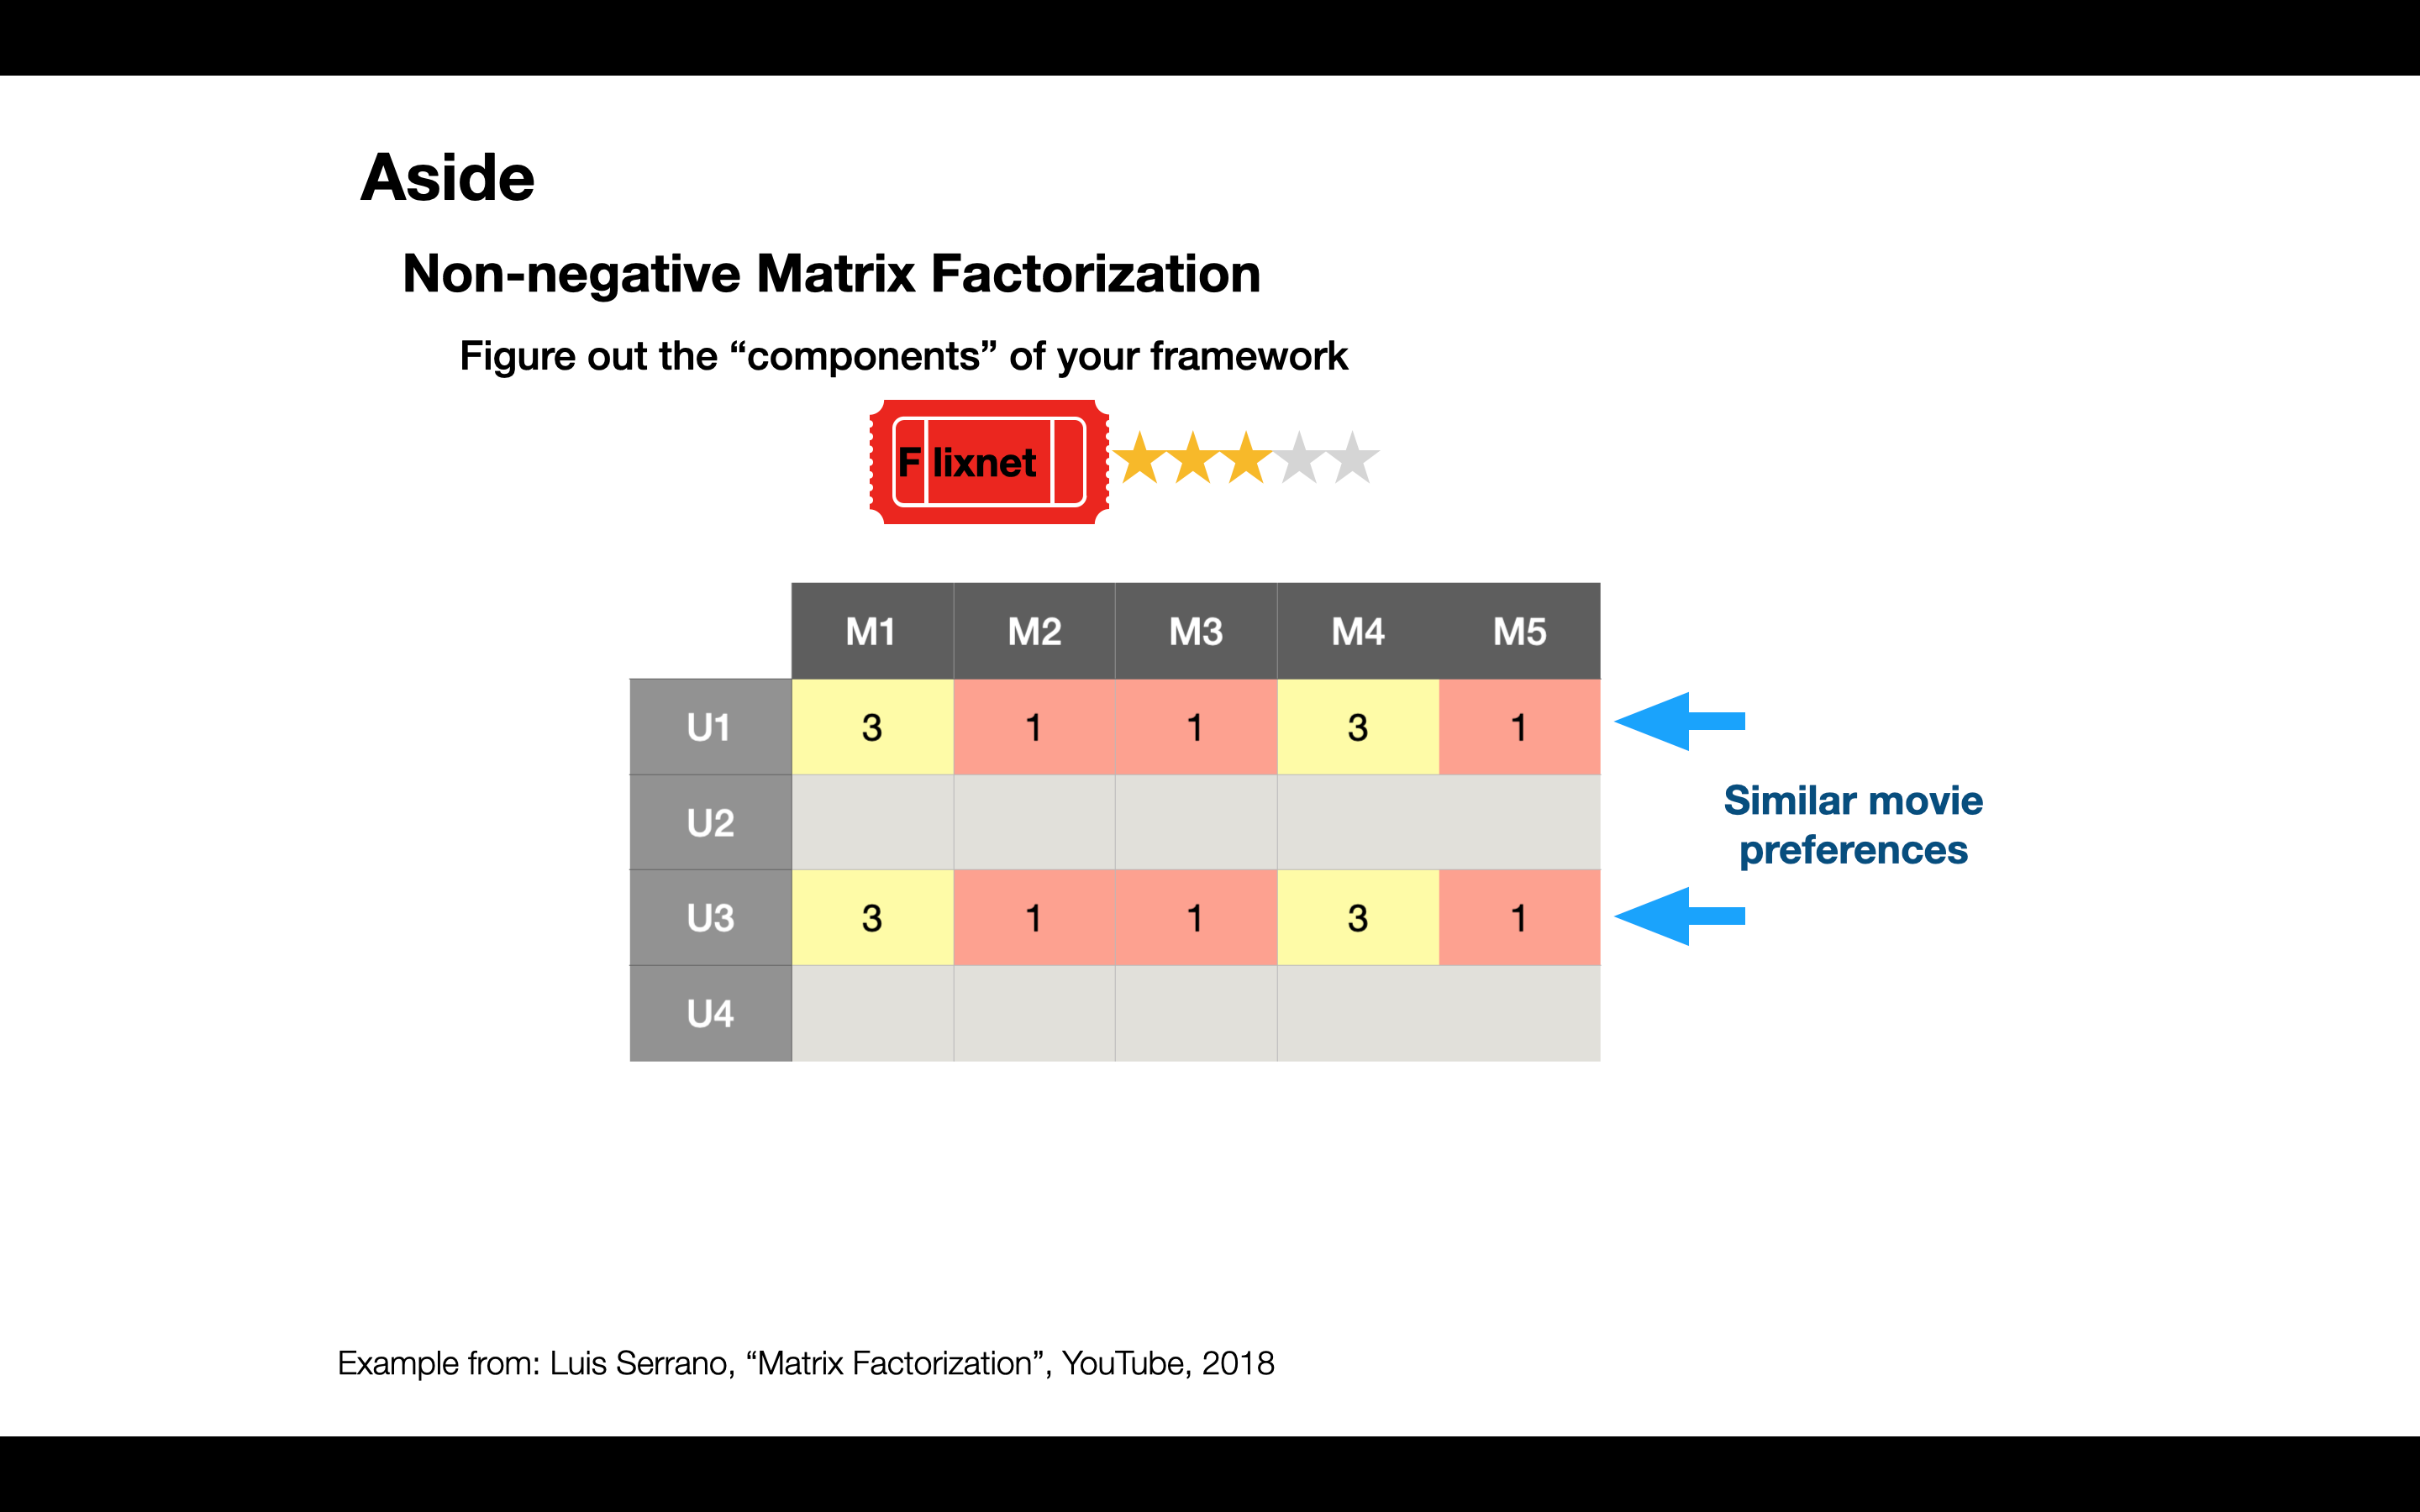 Aside
Non-negative Matrix Factorization
Figure out the “components” of your framework
F lixnet
M1 M2 M3 M4 M5
U1 3 1 1 3 1
U2
Similar movie
preferences
U3 3 1 1 3 1
U4
Example from: Luis Serrano, “Matrix Factorization”, YouTube, 2018